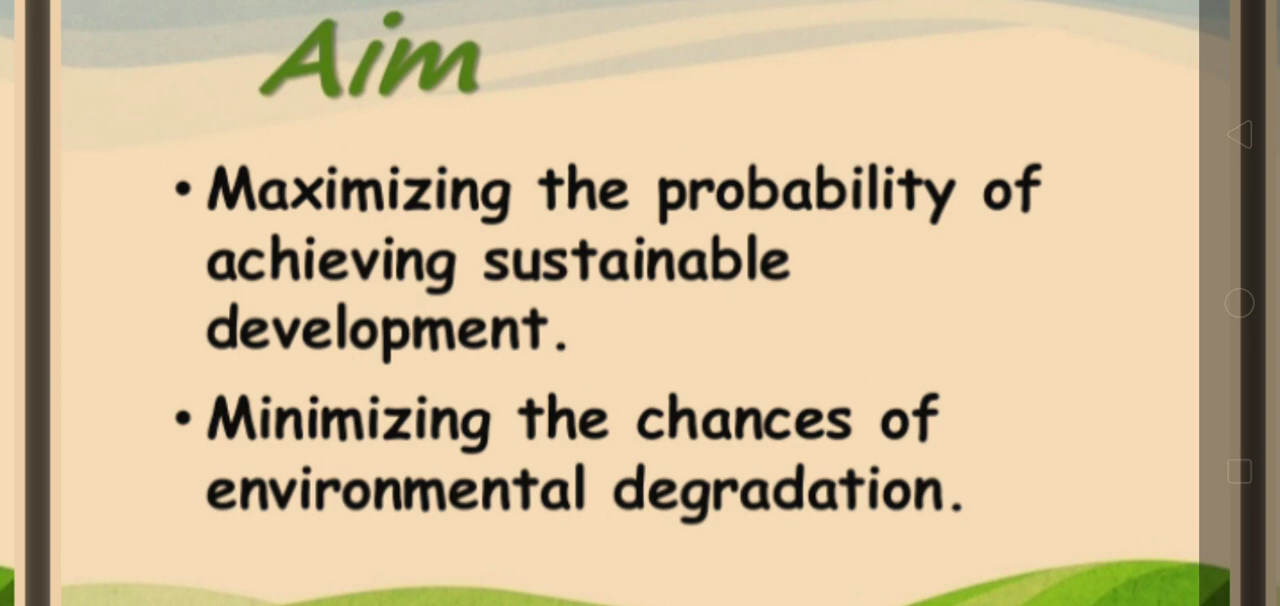 Aim
• Maximizing the probability of
achieving sustainable
development.
• Minimizing the chances of
environmental degradation.